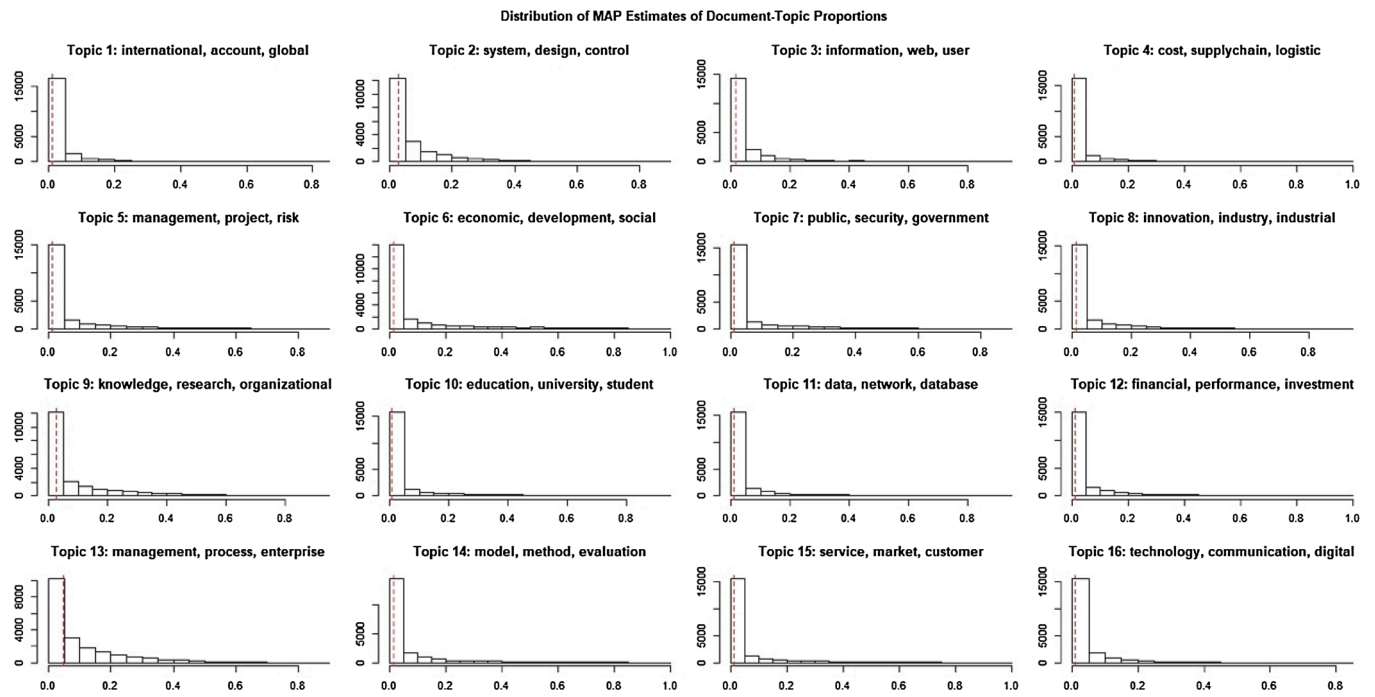 Distribution of MAP Estimates of Document-Topic Proportions
Topic 1: international, account, global
0 5000 15000
0.0 0.2 0.4 0.6 0.8
Topic 2: system, design, control
0 4000 10000
0.0 0.2 0.4 0.6 0.8
Topic 3: information, web, user
0 5000 15000
0.0 0.2 0.4 0.6 0.8
Topic 4: cost, supplychain, logistic
0 5000 15000
0.0 0.2 0.4 0.6 0.8 1.0
Topic 5: management, project, risk
0 5000 15000
0.0 0.2 0.4 0.6 0.8
Topic 6: economic, development, social
0 4000 10000
0.0 0.2 0.4 0.6 0.8 1.0
Topic 7: public, security, government
0 5000 15000
0.0 0.2 0.4 0.6 0.8
Topic 8: innovation, industry, industrial
0 5000 15000
0.0 0.2 0.4 0.6 0.8
Topic 9: knowledge, research, organizational
0 4000 10000
0.0 0.2 0.4 0.6 0.8
Topic 10: education, university, student
0 5000 15000
0.0 0.2 0.4 0.6 0.8
Topic 11: data, network, database
0 5000 15000
0.0 0.2 0.4 0.6 0.8
Topic 12: financial, performance, investment
0 5000 15000
0.0 0.2 0.4 0.6 0.8 1.0
Topic 13: management, process, enterprise
0 4000 8000
0.0 0.2 0.4 0.6 0.8
Topic 14: model, method, evaluation
0 5000
0.0 0.2 0.4 0.6 0.8 1.0
Topic 15: service, market, customer
0 5000 15000
0.0 0.2 0.4 0.6 0.8 1.0
Topic 16: technology, communication, digital
0 5000 15000
0.0 0.2 0.4 0.6 0.8